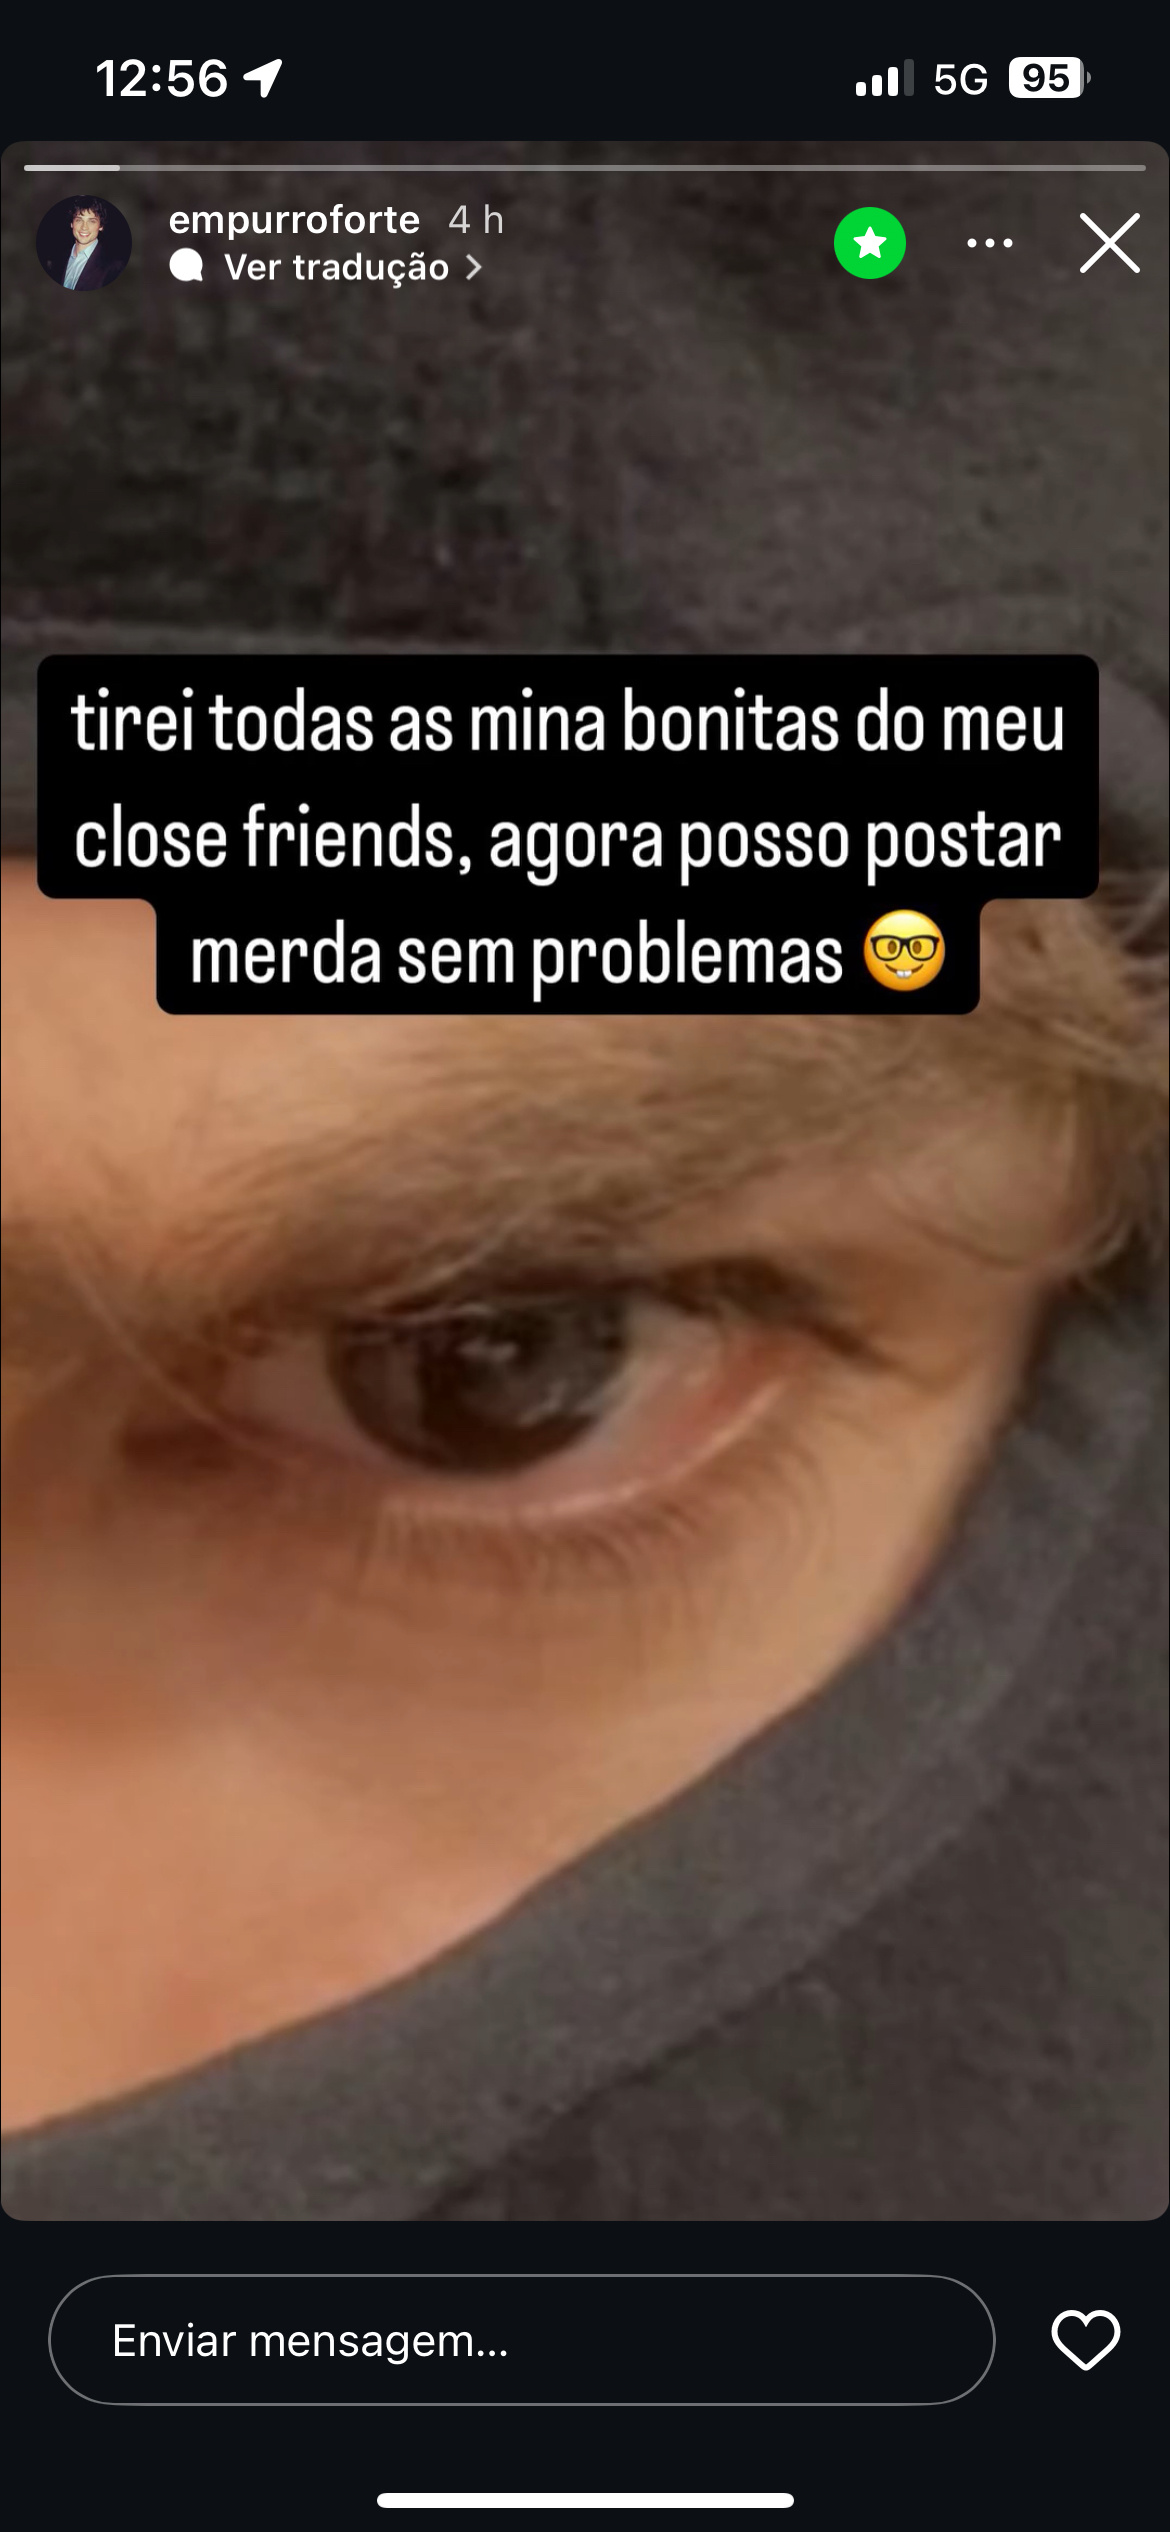 12:56
5G
95
empurroforte 4 h
Ver tradução
tirei todas as mina bonitas do meu
close friends, agora posso postar
merda sem problemas 🤓
Enviar mensagem...